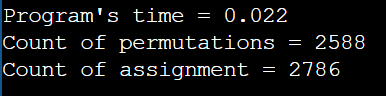 Program's time = 0.022
Count of permutations = 2588
Count of assignment = 2786